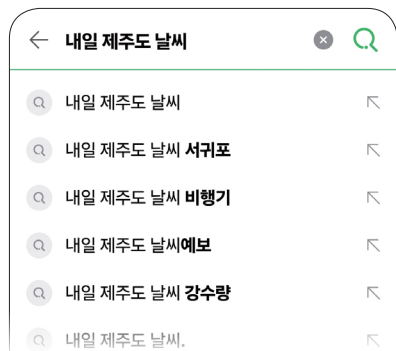 내일 제주도 날씨
내일 제주도 날씨
내일 제주도 날씨 서귀포
내일 제주도 날씨 비행기
내일 제주도 날씨예보
내일 제주도 날씨 강수량
내일 제주도 날씨.